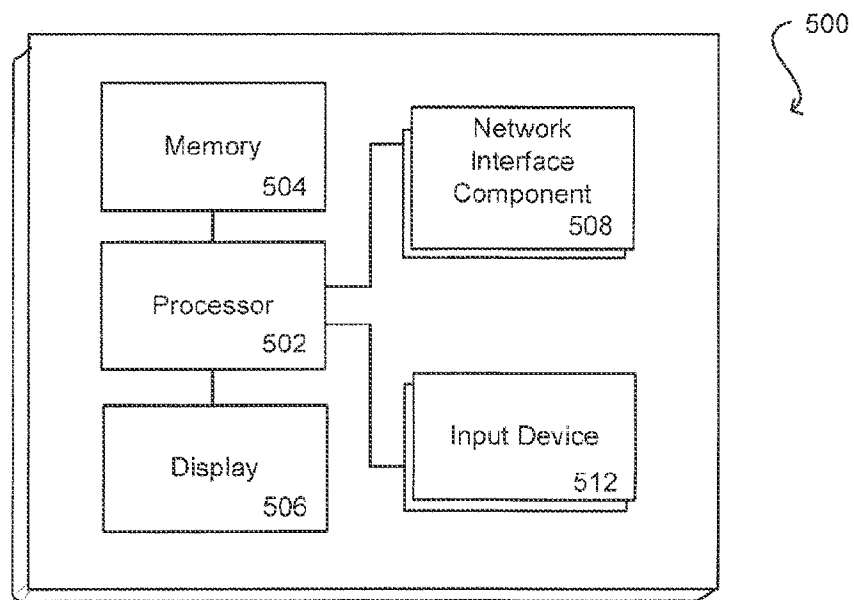 500
Memory
504
Network
Interface
Component
508
Processor
502
Input Device
512
Display
506